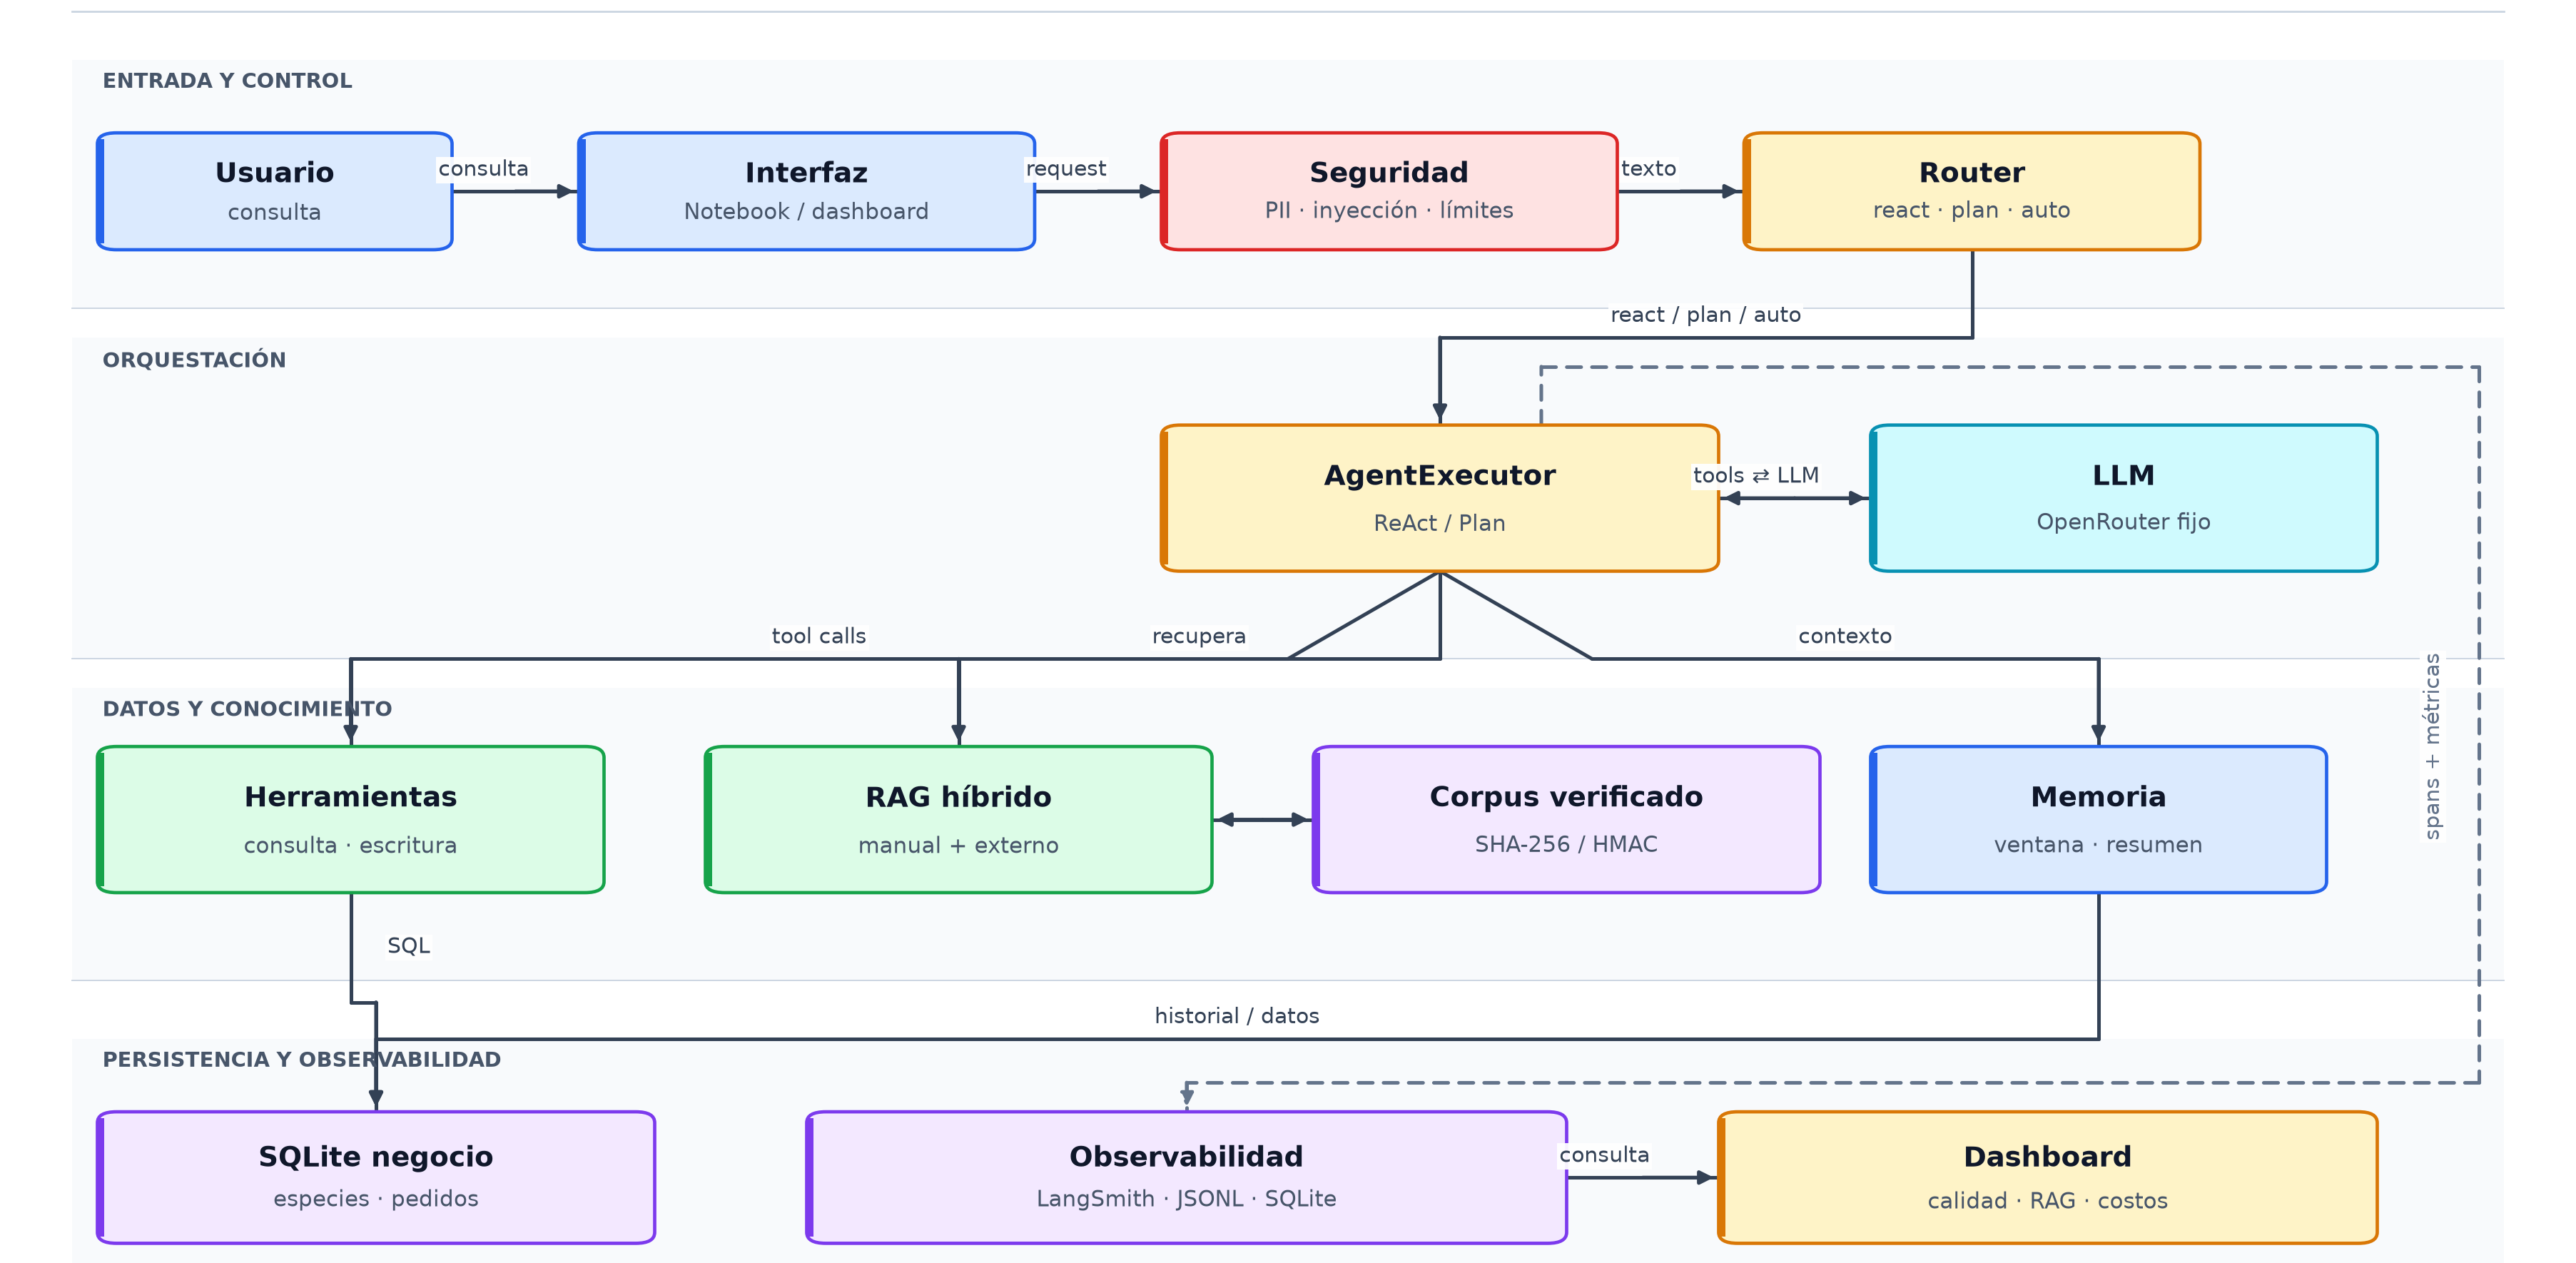 ENTRADA Y CONTROL
Usuario
consulta
consulta
Interfaz
Notebook / dashboard
request
Seguridad
PII · inyección · límites
texto
Router
react · plan · auto
react / plan / auto
ORQUESTACIÓN
AgentExecutor
ReAct / Plan
tools ⇄ LLM
LLM
OpenRouter fijo
tool calls
recupera
contexto
spans + métricas
DATOS Y CONOCIMIENTO
Herramientas
consulta · escritura
RAG híbrido
manual + externo
Corpus verificado
SHA-256 / HMAC
Memoria
ventana · resumen
SQL
historial / datos
PERSISTENCIA Y OBSERVABILIDAD
SQLite negocio
especies · pedidos
Observabilidad
LangSmith · JSONL · SQLite
consulta
Dashboard
calidad · RAG · costos